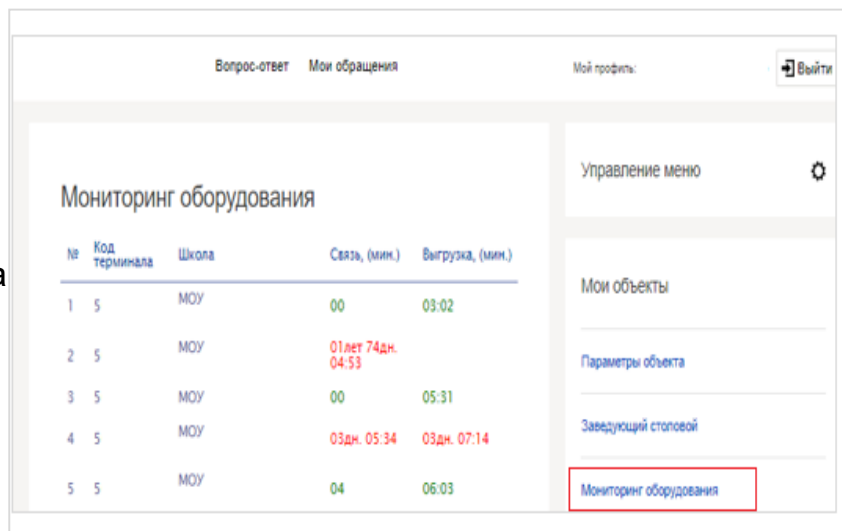 Вопрос-ответ Мои обращения Мой профиль: Выйти
Мониторинг оборудования
№ Код терминала Школа Связь, (мин.) Выгрузка, (мин.)
1 5 МОУ 00 03:02
2 5 МОУ 01лет 74дн. 04:53
3 5 МОУ 00 05:31
4 5 МОУ 03дн. 05:34 03дн. 07:14
5 5 МОУ 04 06:03
Управление меню
Мои объекты
Параметры объекта
Заведующий столовой
Мониторинг оборудования
а